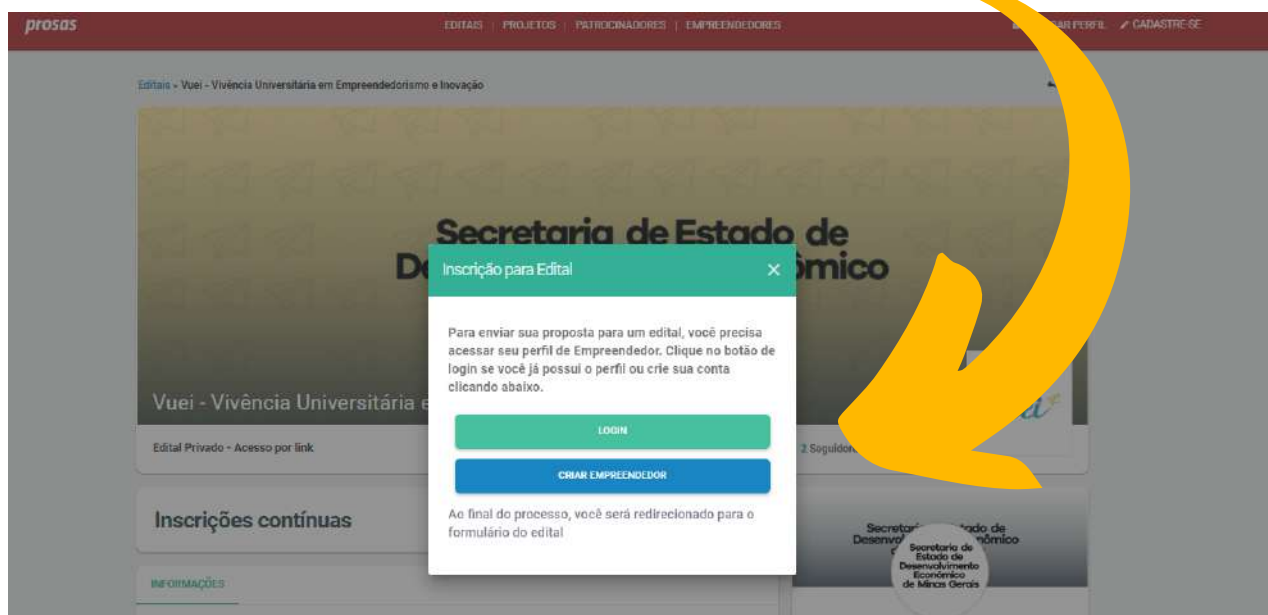 prosas
EDITAIS | PROJETOS | PATROCINADORES | EMPREENDEDORES
PERFIL CADASTRE-SE
Editais - Vuei - Vivência Universitária em Empreendedorismo e Inovação
Secretaria de Estado de
Inscrição para Edital ×
Para enviar sua proposta para um edital, você precisa
acessar seu perfil de Empreendedor. Clique no botão de
login se você já possui o perfil ou crie sua conta
clicando abaixo.
Vuei - Vivência Universitária
LOGIN
Edital Privado - Acesso por link
2
CRIAR EMPREENDEDOR
Ao final do processo, você será redirecionado para o
formulário do edital
Inscrições contínuas
Secretaria de
Estado de
Desenvolvimento
Econômico
de Minas Gerais
INFORMAÇÕES